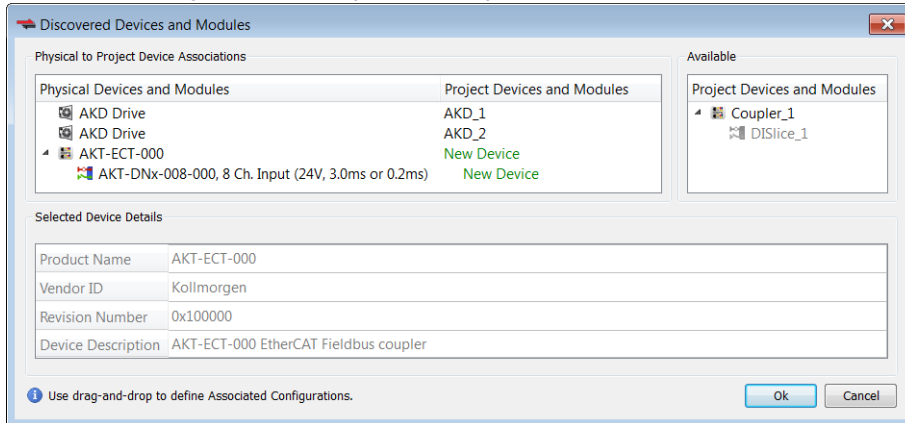 Discovered Devices and Modules
Physical to Project Device Associations
Available
Physical Devices and Modules Project Devices and Modules
Project Devices and Modules
AKD Drive AKD_1
Coupler_1
AKD Drive AKD_2
DISlice_1
AKT-ECT-000 New Device
AKT-DNx-008-000, 8 Ch. Input (24V, 3.0ms or 0.2ms) New Device
Selected Device Details
Product Name AKT-ECT-000
Vendor ID Kollmorgen
Revision Number 0x100000
Device Description AKT-ECT-000 EtherCAT Fieldbus coupler
Use drag-and-drop to define Associated Configurations.
Ok Cancel